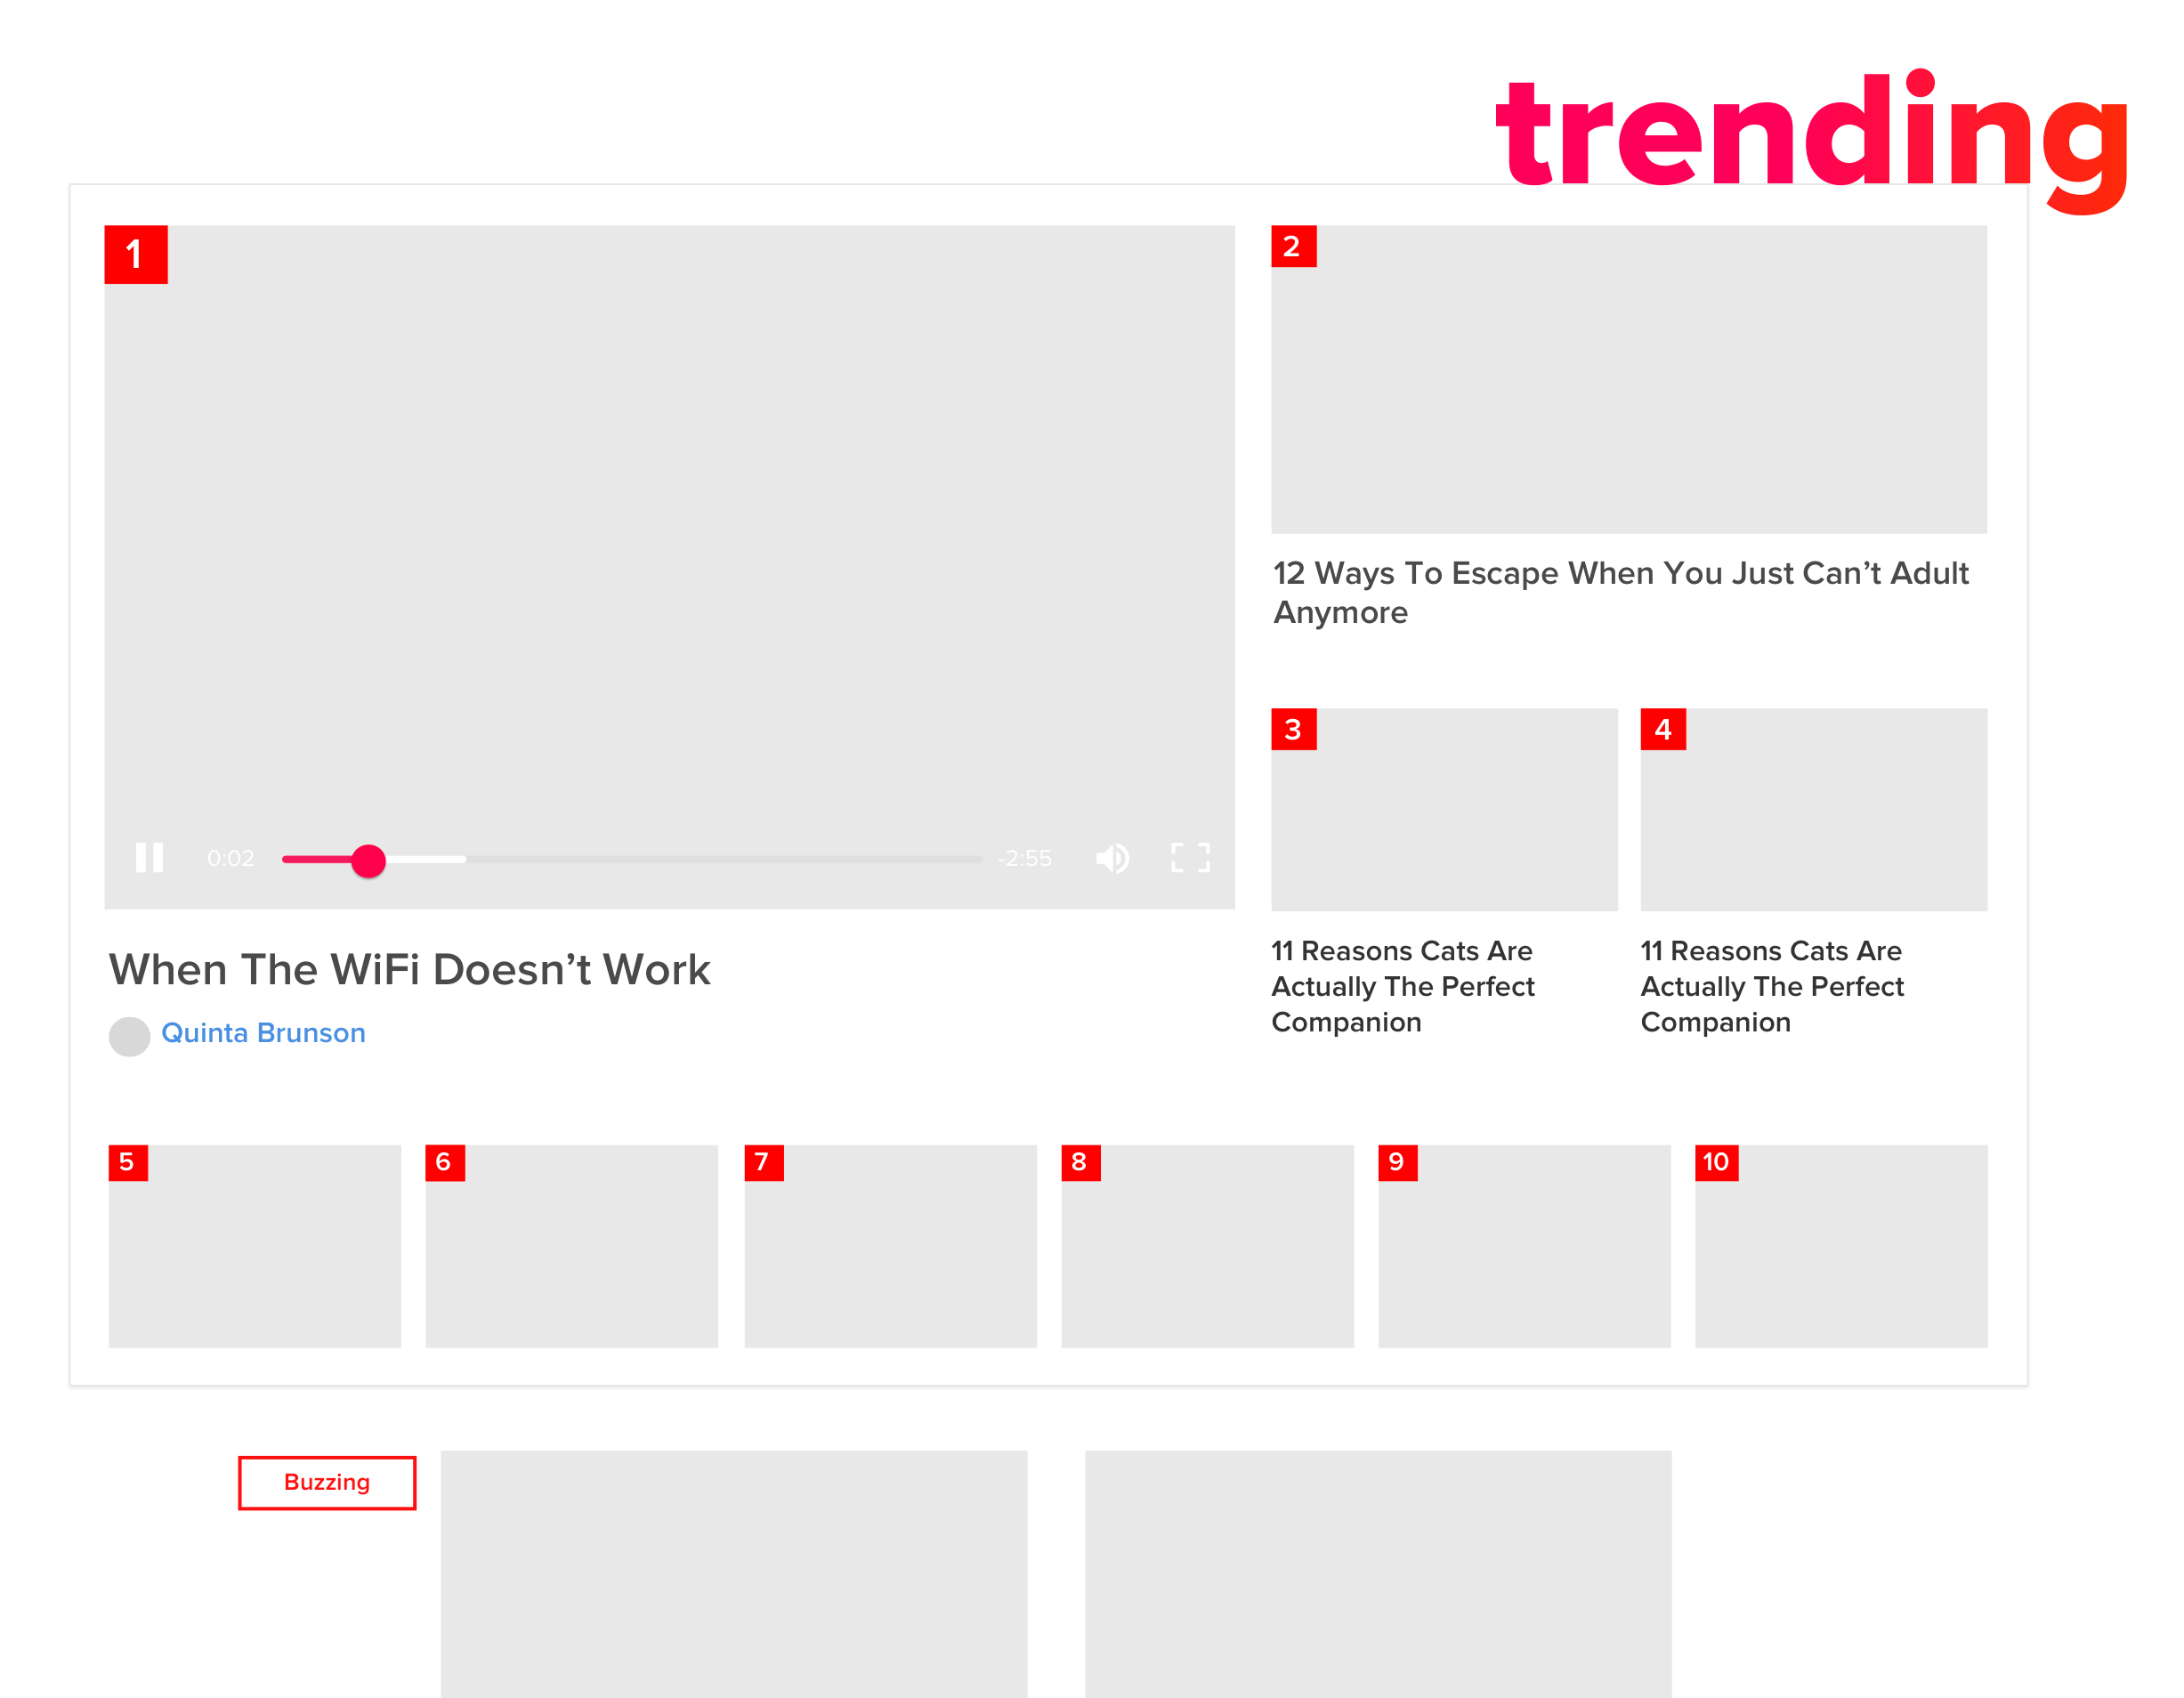 trending
1
0:02
-2:55
When The WiFi Doesn’t Work
Quinta Brunson
2
12 Ways To Escape When You Just Can’t Adult
Anymore
3
11 Reasons Cats Are
Actually The Perfect
Companion
4
11 Reasons Cats Are
Actually The Perfect
Companion
5
6
7
8
9
10
Buzzing